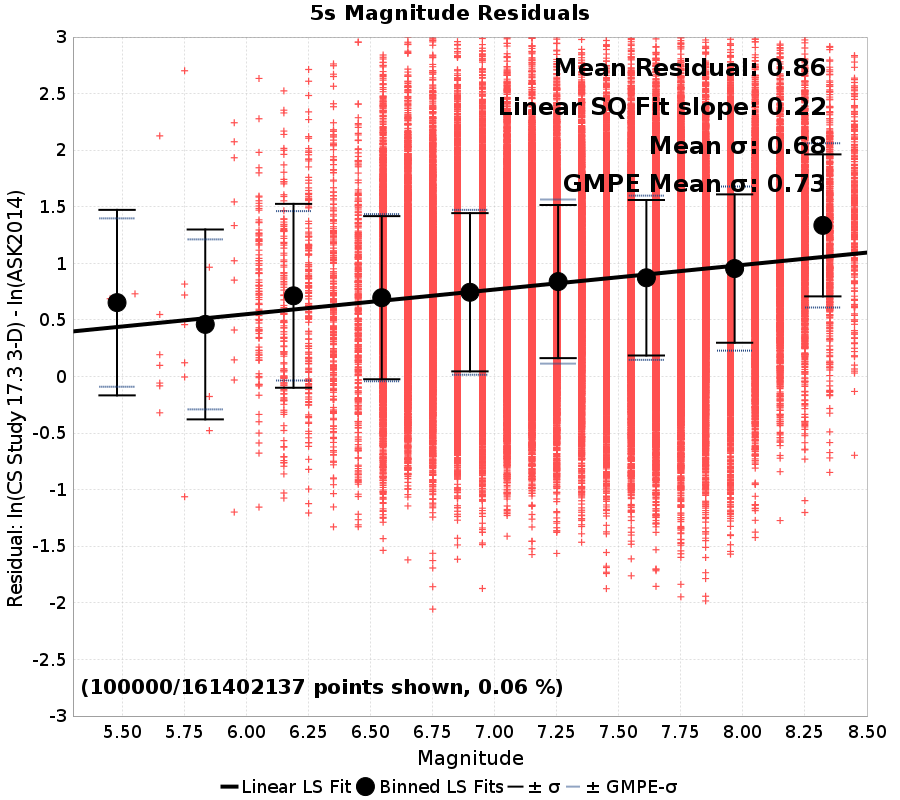 5s Magnitude Residuals
Mean Residual: 0.86
Linear SQ Fit slope: 0.22
Mean σ: 0.68
GMPE Mean σ: 0.73
Residual: ln(CS Study 17.3 3-D) - ln(ASK2014)
3
2.5
2
1.5
1
0.5
0
-0.5
-1
-1.5
-2
-2.5
-3
(100000/161402137 points shown, 0.06 %)
5.50 5.75 6.00 6.25 6.50 6.75 7.00 7.25 7.50 7.75 8.00 8.25 8.50
Magnitude
Linear LS Fit Binned LS Fits ± σ ± GMPE-σ